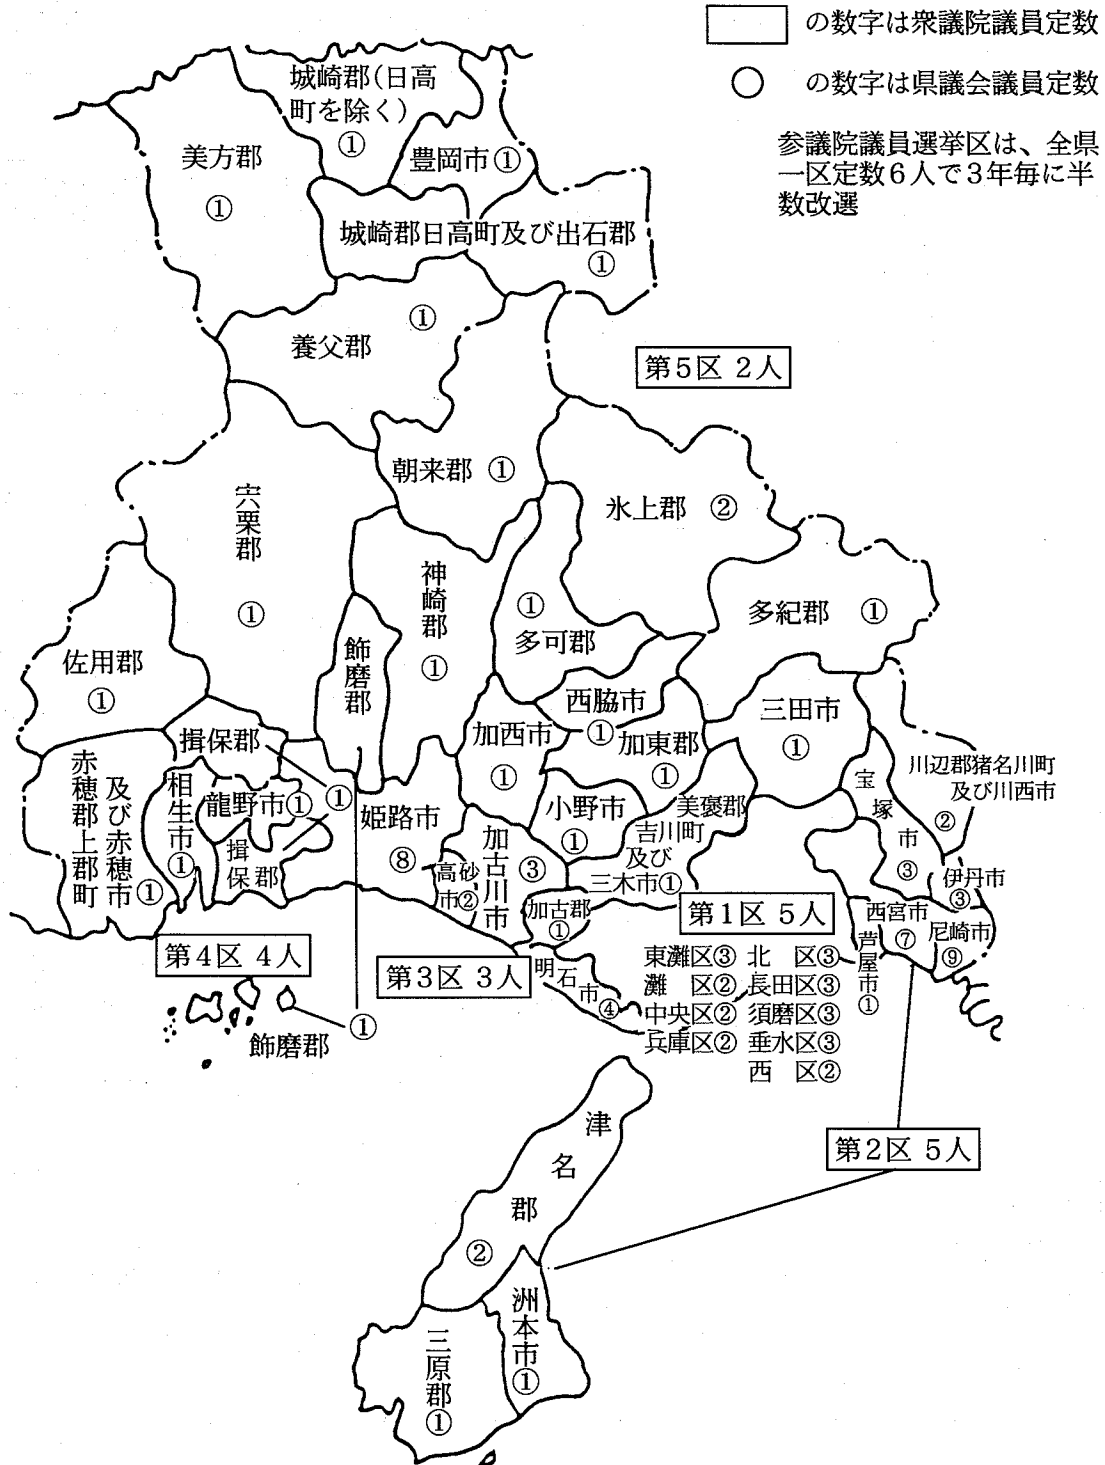 の数字は衆議院議員定数
の数字は県議会議員定数
参議院議員選挙区は、全県
一区定数6人で3年毎に半
数改選
城崎郡(日高
町を除く)
①
豊岡市①
美方郡
①
城崎郡日高町及び出石郡
①
養父郡
①
第5区 2人
朝来郡 ①
氷上郡 ②
宍粟郡
①
神崎郡
①
①
多可郡
多紀郡 ①
飾磨郡
佐用郡
①
西脇市
①
三田市
①
加西市
①
加東郡
①
揖保郡
①
赤穂郡上郡町
及び赤穂市
①
相生市
①
龍野市①
揖
保郡
姫路市
⑧
小野市
①
美嚢郡
吉川町
及び
三木市①
宝塚市
③
川辺郡猪名川町
及び川西市
②
加古川市
③
高砂
市②
加古郡
①
伊丹市
③
西宮市
⑦
尼崎市
⑨
芦屋市
①
第1区 5人
東灘区③ 北 区③
灘 区② 長田区③
中央区② 須磨区③
兵庫区② 垂水区③
西 区②
第4区 4人
第3区 3人
明石市
④
飾磨郡
①
第2区 5人
津名郡
②
洲本市
①
三原郡
①